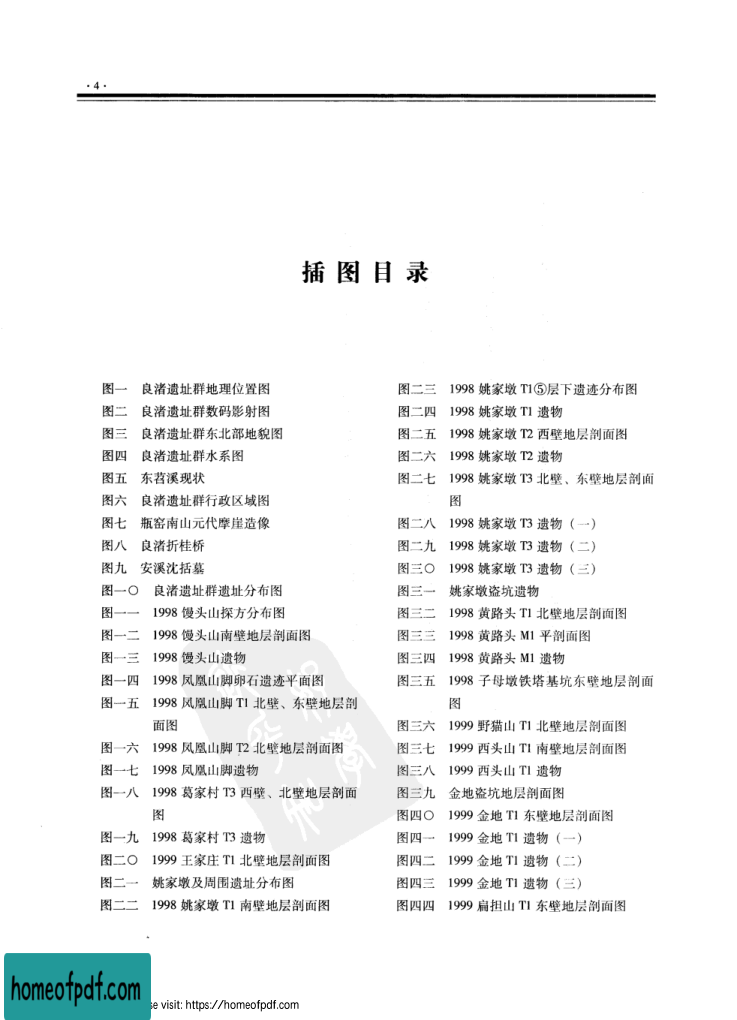 ·4·
插图目录
图一 良渚遗址群地理位置图
图二 良渚遗址群数码影射图
图三 良渚遗址群东北部地貌图
图四 良渚遗址群水系图
图五 东苕溪现状
图六 良渚遗址群行政区域图
图七 瓶窑南山元代摩崖造像
图八 良渚折桂桥
图九 安溪沈括墓
图一〇 良渚遗址群遗址分布图
图一一 1998 馒头山探方分布图
图一二 1998 馒头山南壁地层剖面图
图一三 1998 馒头山遗物
图一四 1998 凤凰山脚卵石遗迹平面图
图一五 1998 凤凰山脚 T1 北壁、东壁地层剖
面图
图一六 1998 凤凰山脚 T2 北壁地层剖面图
图一七 1998 凤凰山脚遗物
图一八 1998 葛家村 T3 西壁、北壁地层剖面
图
图一九 1998 葛家村 T3 遗物
图二〇 1999 王家庄 T1 北壁地层剖面图
图二一 姚家墩及周围遗址分布图
图二二 1998 姚家墩 T1 南壁地层剖面图
图二三 1998 姚家墩 T1⑤层下遗迹分布图
图二四 1998 姚家墩 T1 遗物
图二五 1998 姚家墩 T2 西壁地层剖面图
图二六 1998 姚家墩 T2 遗物
图二七 1998 姚家墩 T3 北壁、东壁地层剖面
图
图二八 1998 姚家墩 T3 遗物（一）
图二九 1998 姚家墩 T3 遗物（二）
图三〇 1998 姚家墩 T3 遗物（三）
图三一 姚家墩盗坑遗物
图三二 1998 黄路头 T1 北壁地层剖面图
图三三 1998 黄路头 M1 平剖面图
图三四 1998 黄路头 M1 遗物
图三五 1998 子母墩铁塔基坑东壁地层剖面
图
图三六 1999 野猫山 T1 北壁地层剖面图
图三七 1999 西头山 T1 南壁地层剖面图
图三八 1999 西头山 T1 遗物
图三九 金地盗坑地层剖面图
图四〇 1999 金地 T1 东壁地层剖面图
图四一 1999 金地 T1 遗物（一）
图四二 1999 金地 T1 遗物（二）
图四三 1999 金地 T1 遗物（三）
图四四 1999 扁担山 T1 东壁地层剖面图
homeofpdf.com
se visit: https://homeofpdf.com